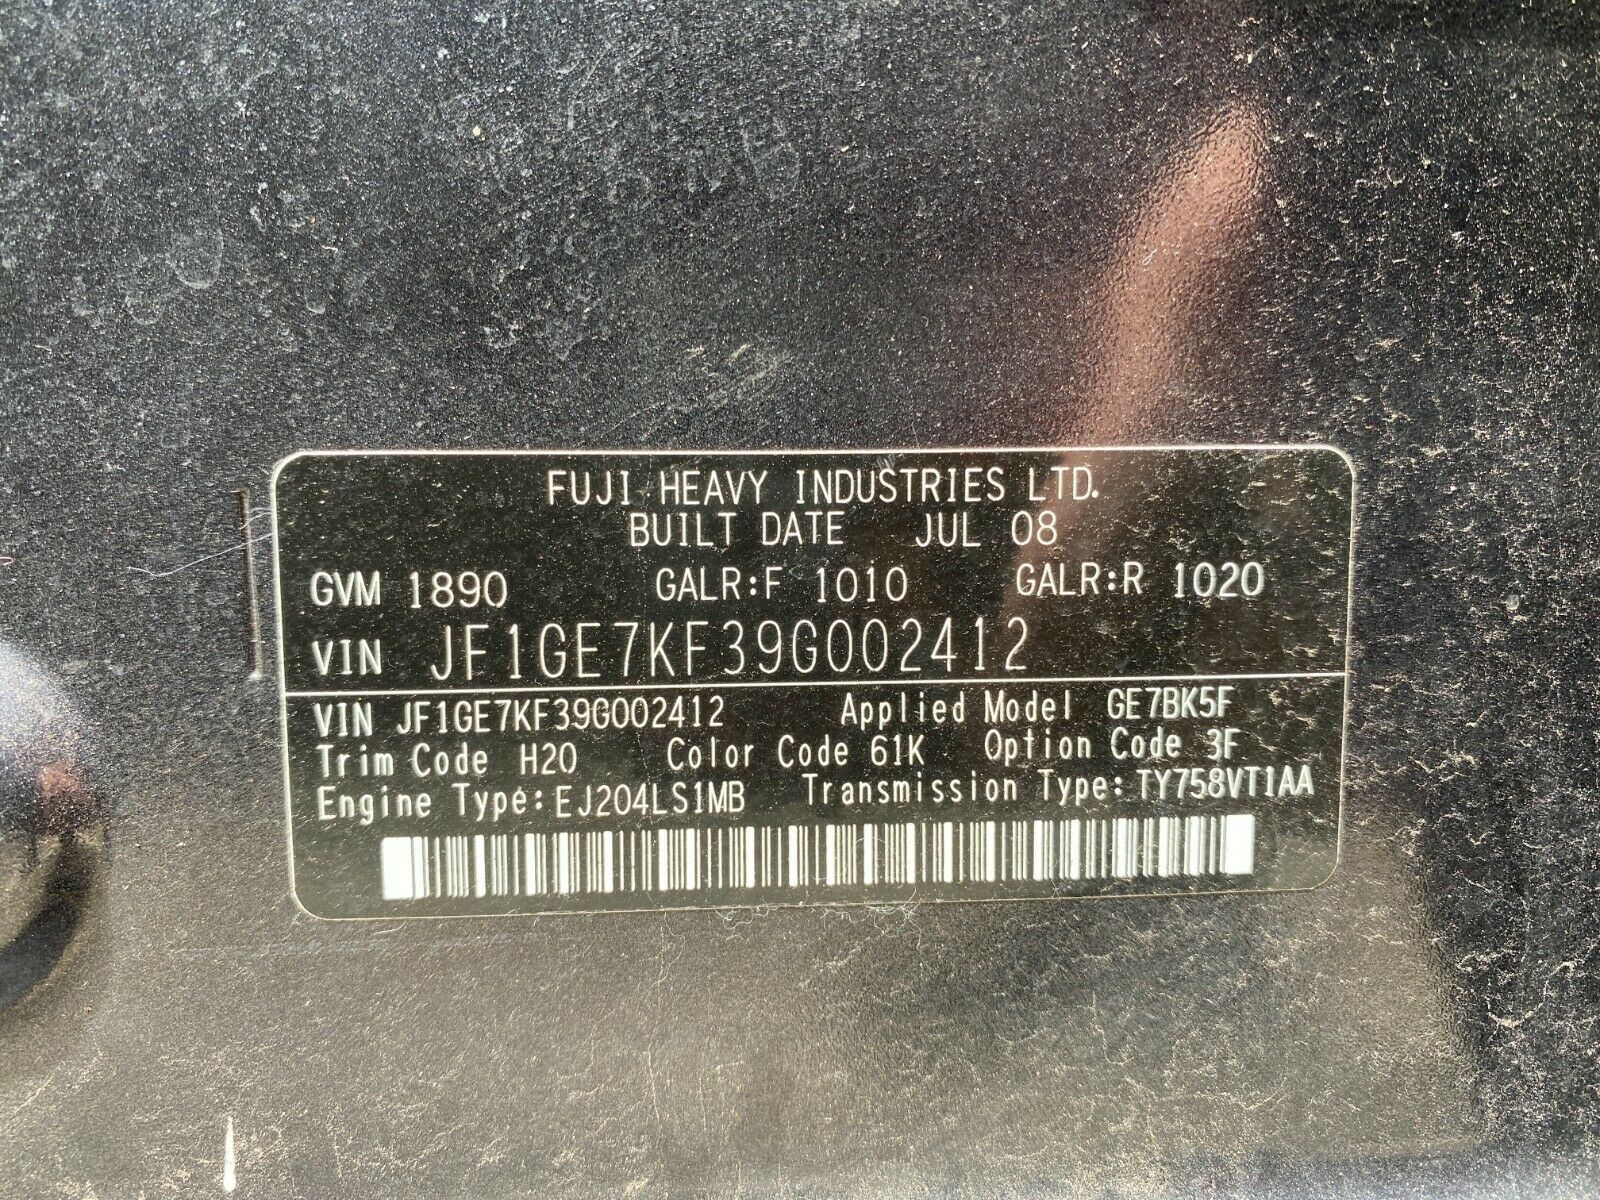 FUJI HEAVY INDUSTRIES LTD.
BUILT DATE JUL 08
GVM 1890 GALR:F 1010 GALR:R 1020
VIN JF1GE7KF39G002412
VIN JF1GE7KF39G002412 Applied Model GE7BK5F
Trim Code H20 Color Code 61K Option Code 3F
Engine Type:EJ204LS1MB Transmission Type:TY758VT1AA